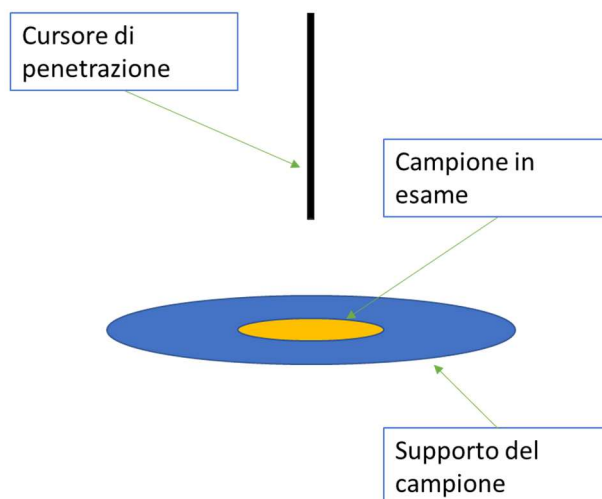 Cursore di
penetrazione
Campione in
esame
Supporto del
campione